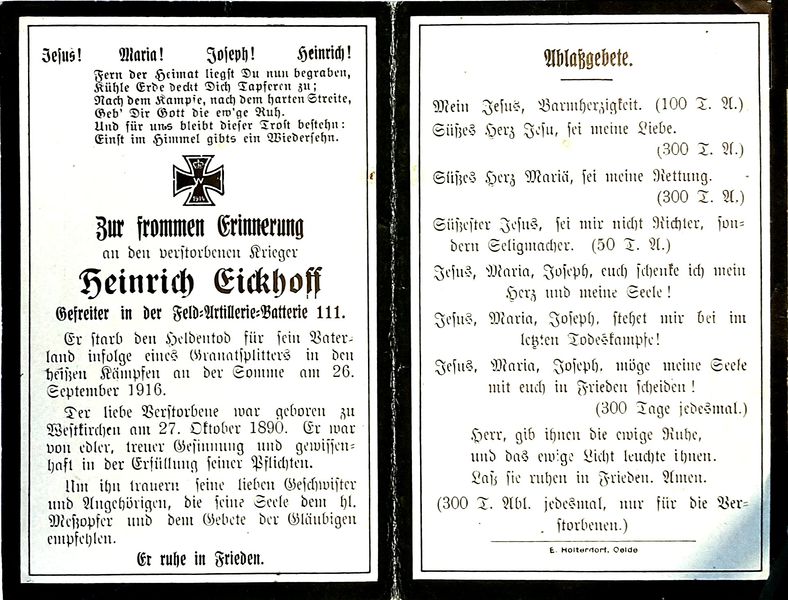 Jesus! Maria! Joseph! Heinrich!
Fern der Heimat liegst Du nun begraben,
Kühle Erde deckt Dich Tapferen zu;
Nach dem Kampfe, nach dem harten Streite,
Geb' Dir Gott die ew'ge Ruh.
Und für uns bleibt dieser Trost bestehn:
Einst im Himmel gibts ein Wiedersehn.
W
1914
Zur frommen Erinnerung
an den verstorbenen Krieger
Heinrich Eickhoff
Gefreiter in der Feld-Artillerie-Batterie 111.
Er starb den Heldentod für sein Vater-
land infolge eines Granatsplitters in den
heißen Kämpfen an der Somme am 26.
September 1916.
Der liebe Verstorbene war geboren zu
Westkirchen am 27. Oktober 1890. Er war
von edler, treuer Gesinnung und gewissen-
haft in der Erfüllung seiner Pflichten.
Um ihn trauern seine lieben Geschwister
und Angehörigen, die seine Seele dem hl.
Meßopfer und dem Gebete der Gläubigen
empfehlen.
Er ruhe in Frieden.
Ablaßgebete.
Mein Jesus, Barmherzigkeit. (100 T. A.)
Süßes Herz Jesu, sei meine Liebe.
(300 T. A.)
Süßes Herz Mariä, sei meine Rettung.
(300 T. A.)
Süßester Jesus, sei mir nicht Richter, son-
dern Seligmacher. (50 T. A.)
Jesus, Maria, Joseph, euch schenke ich mein
Herz und meine Seele!
Jesus, Maria, Joseph, stehet mir bei im
letzten Todeskampfe!
Jesus, Maria, Joseph, möge meine Seele
mit euch in Frieden scheiden!
(300 Tage jedesmal.)
Herr, gib ihnen die ewige Ruhe,
und das ewige Licht leuchte ihnen.
Laß sie ruhen in Frieden. Amen.
(300 T. Abl. jedesmal, nur für die Ver-
storbenen.)
E. Holterdorf, Oelde